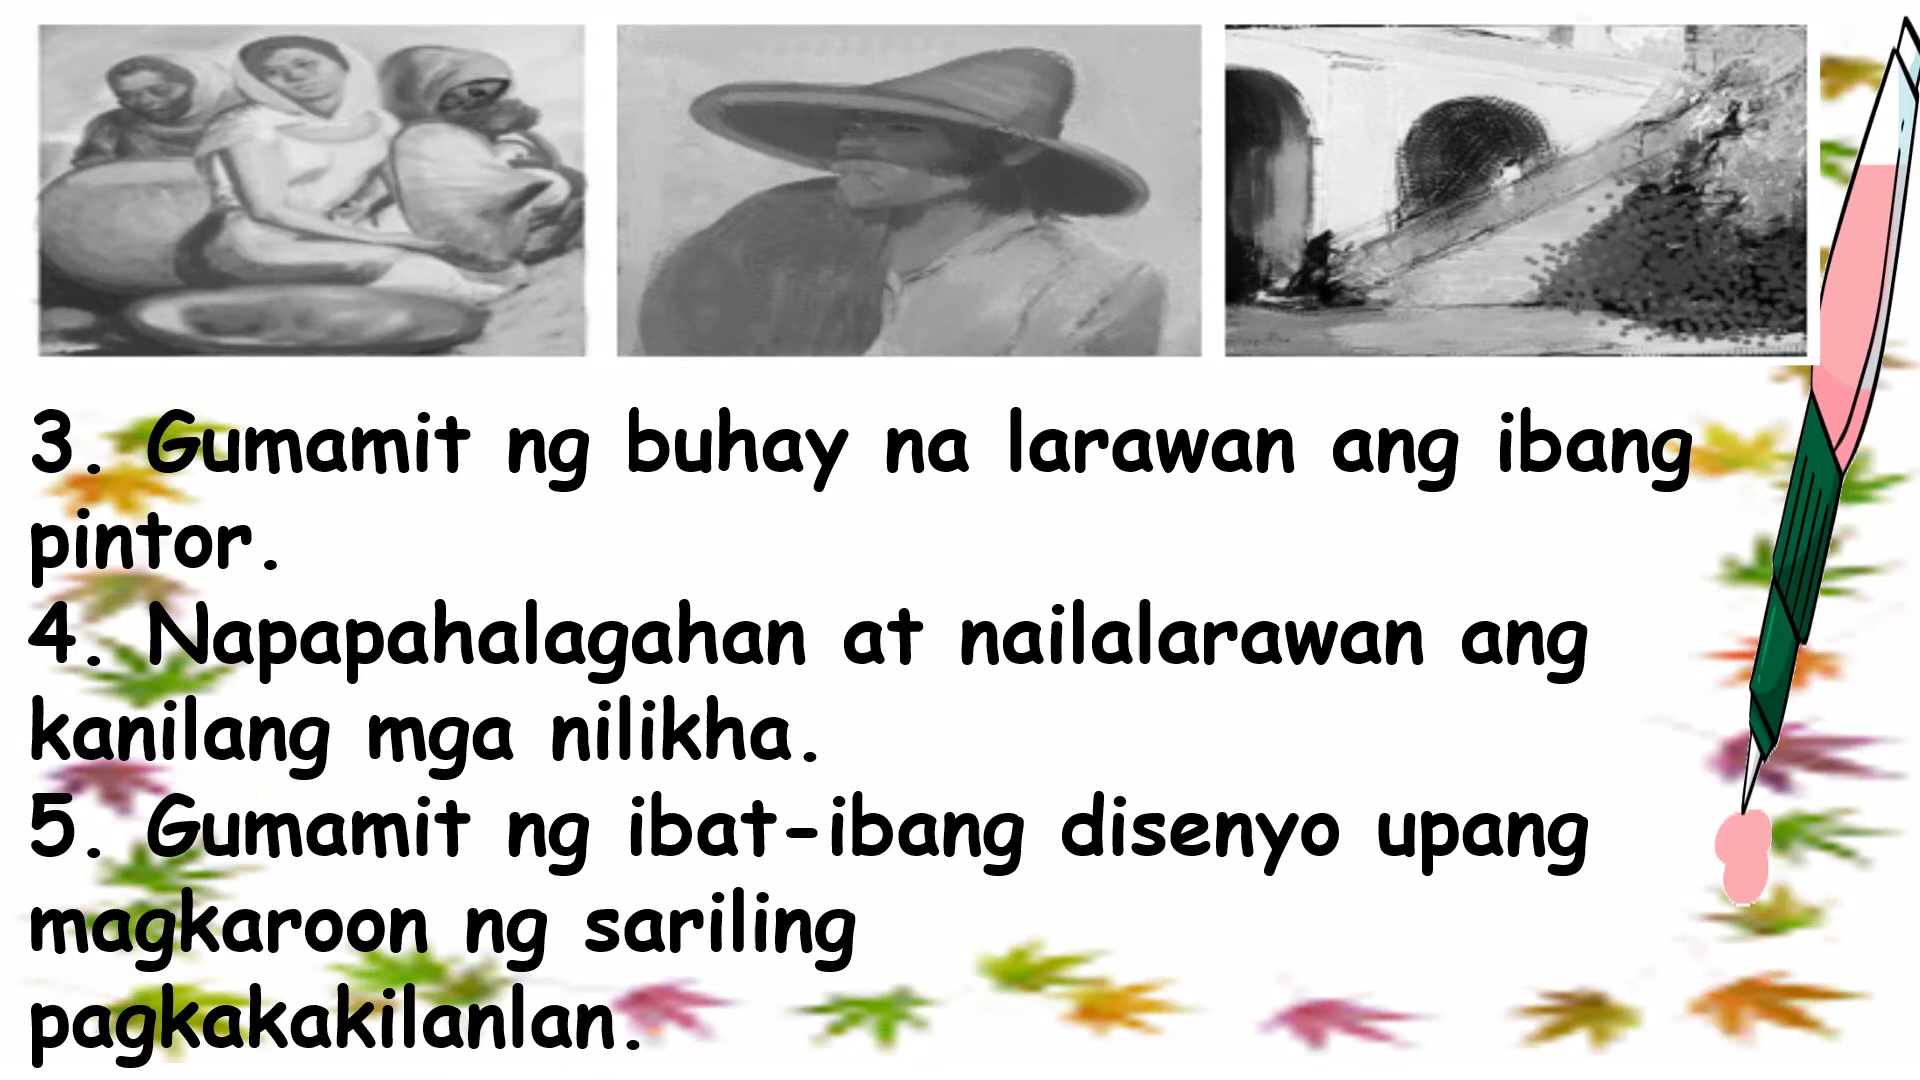 3. Gumamit ng buhay na larawan ang ibang
pintor.
4. Napapahalagahan at nailalarawan ang
kanilang mga nilikha.
5. Gumamit ng ibat-ibang disenyo upang
magkaroon ng sariling
pagkakakilanlan.